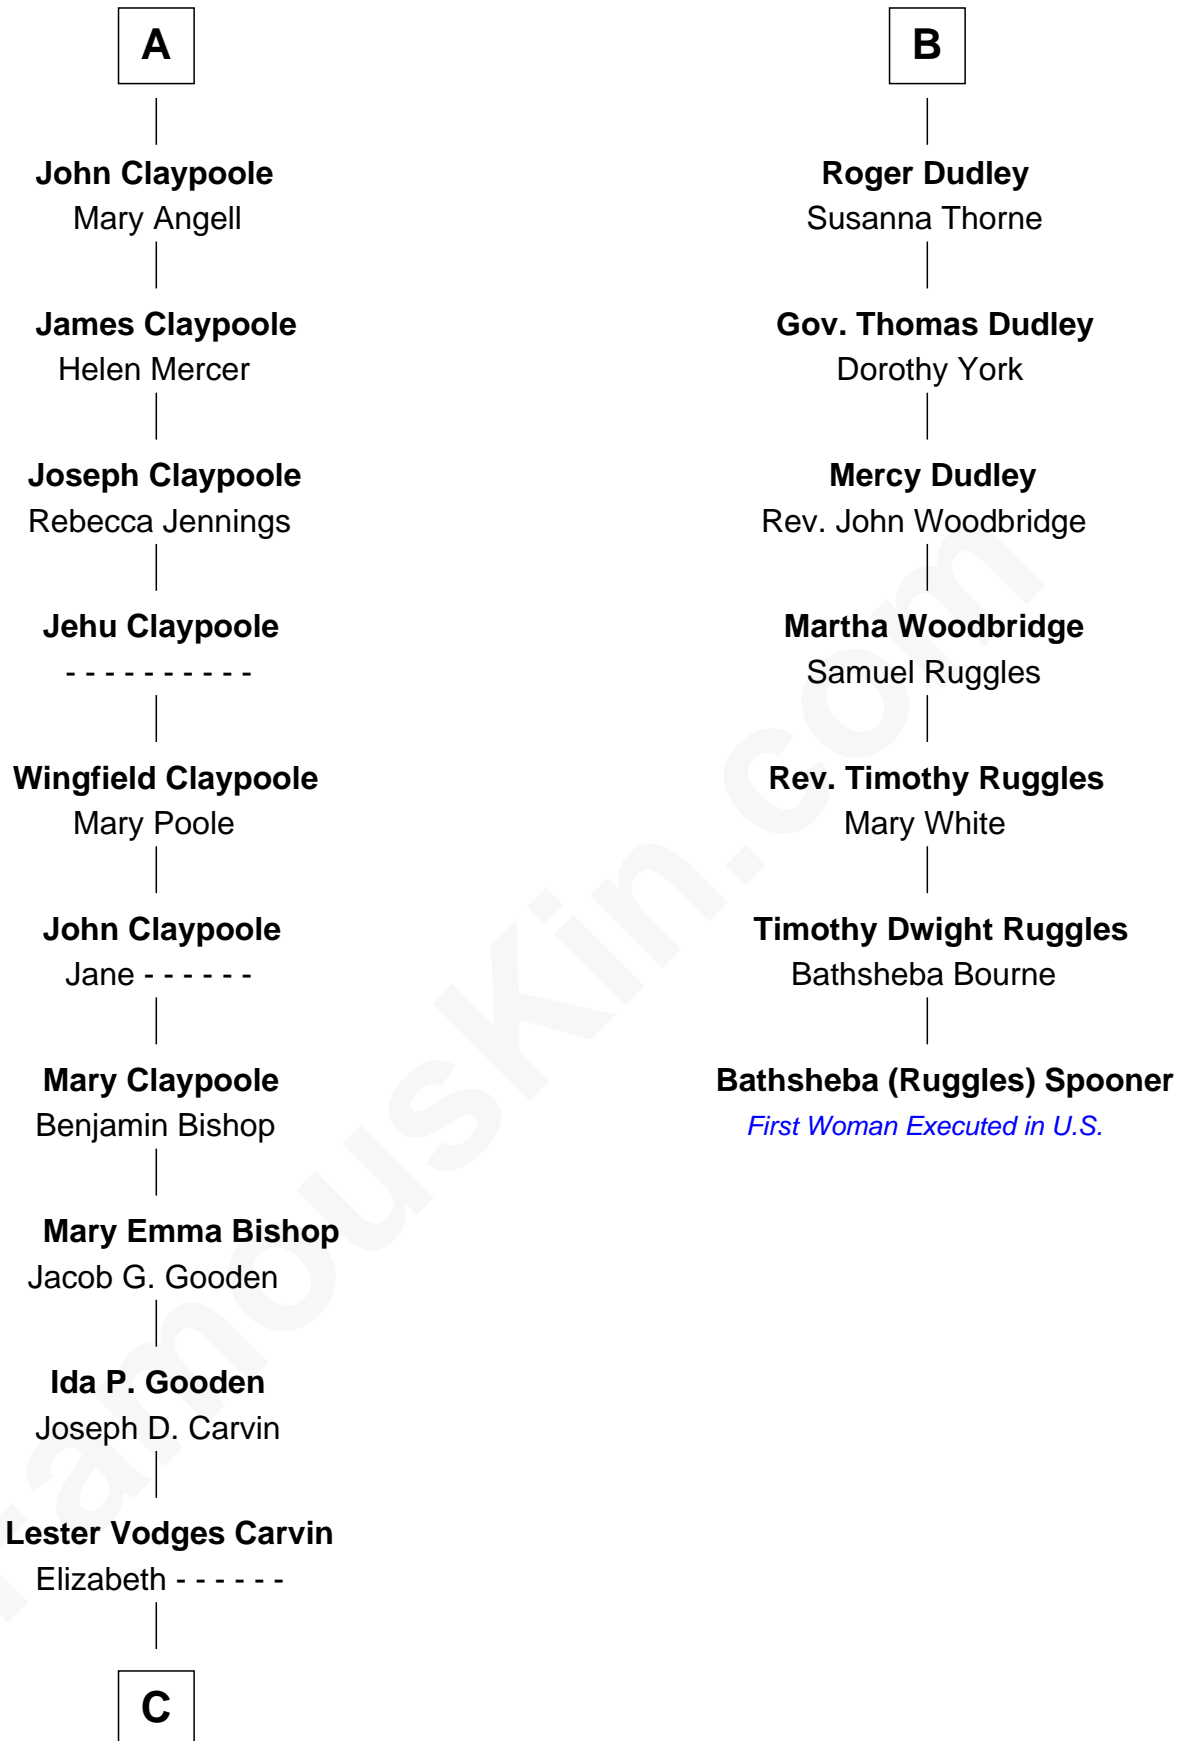 A
John Claypoole
Mary Angell
James Claypoole
Helen Mercer
Joseph Claypoole
Rebecca Jennings
Jehu Claypoole
- - - - - - - - - -
Wingfield Claypoole
Mary Poole
John Claypoole
Jane - - - - - -
Mary Claypoole
Benjamin Bishop
Mary Emma Bishop
Jacob G. Gooden
Ida P. Gooden
Joseph D. Carvin
Lester Vodges Carvin
Elizabeth - - - - - -
C
B
Roger Dudley
Susanna Thorne
Gov. Thomas Dudley
Dorothy York
Mercy Dudley
Rev. John Woodbridge
Martha Woodbridge
Samuel Ruggles
Rev. Timothy Ruggles
Mary White
Timothy Dwight Ruggles
Bathsheba Bourne
Bathsheba (Ruggles) Spooner
First Woman Executed in U.S.
FamousKin.com